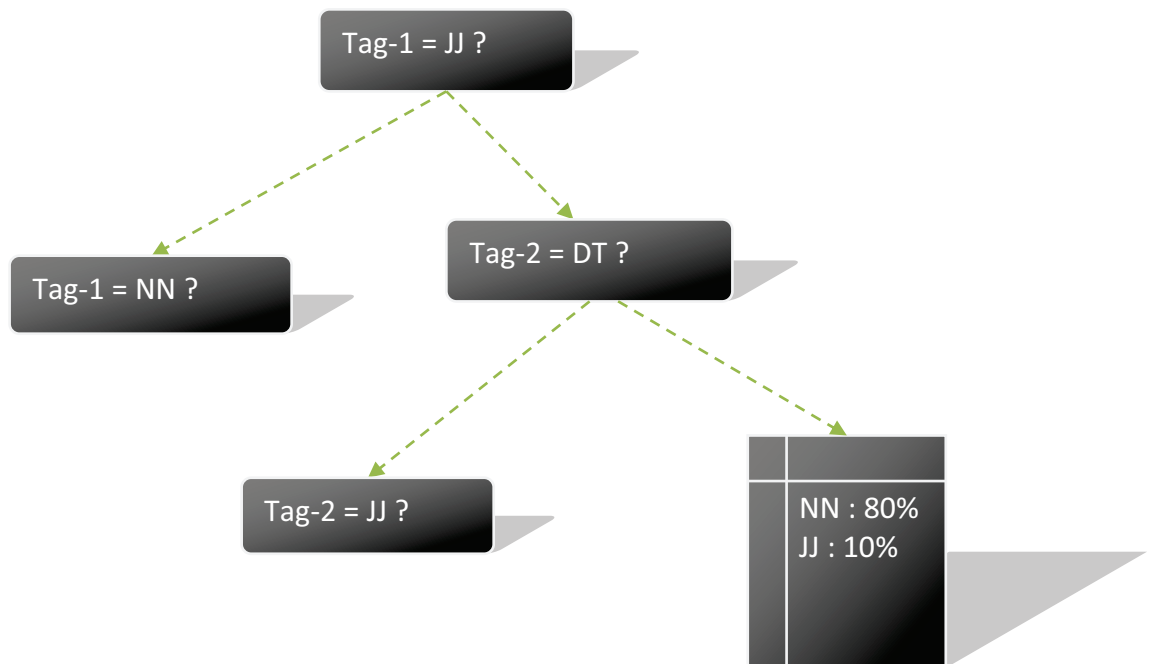 Tag-1 = JJ ?
Tag-2 = DT ?
Tag-1 = NN ?
Tag-2 = JJ ?
NN : 80%
JJ : 10%